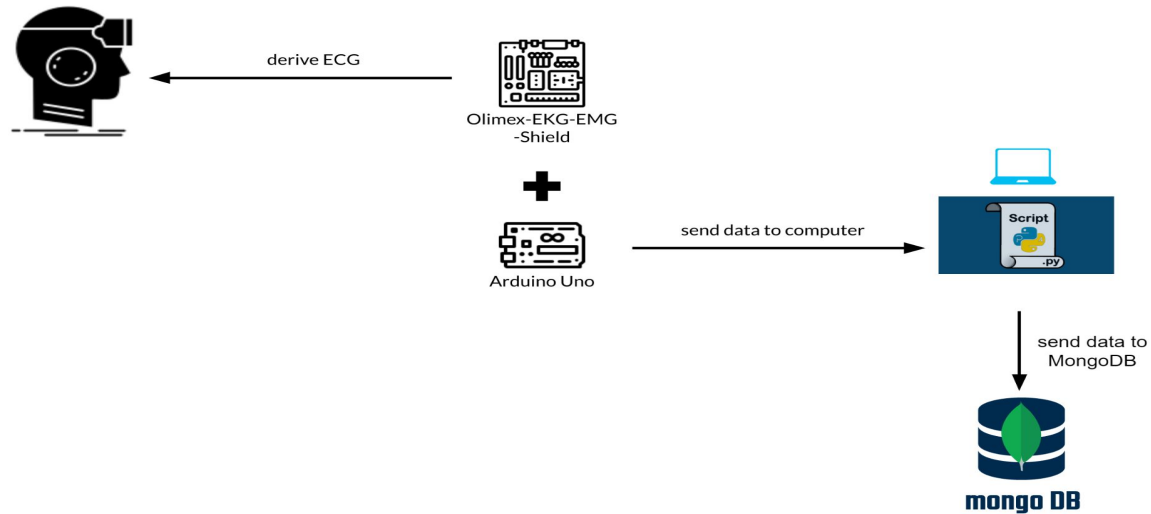 derive ECG
Olimex-EKG-EMG
-Shield
Arduino Uno
send data to computer
Script
.py
send data to
MongoDB
mongo DB